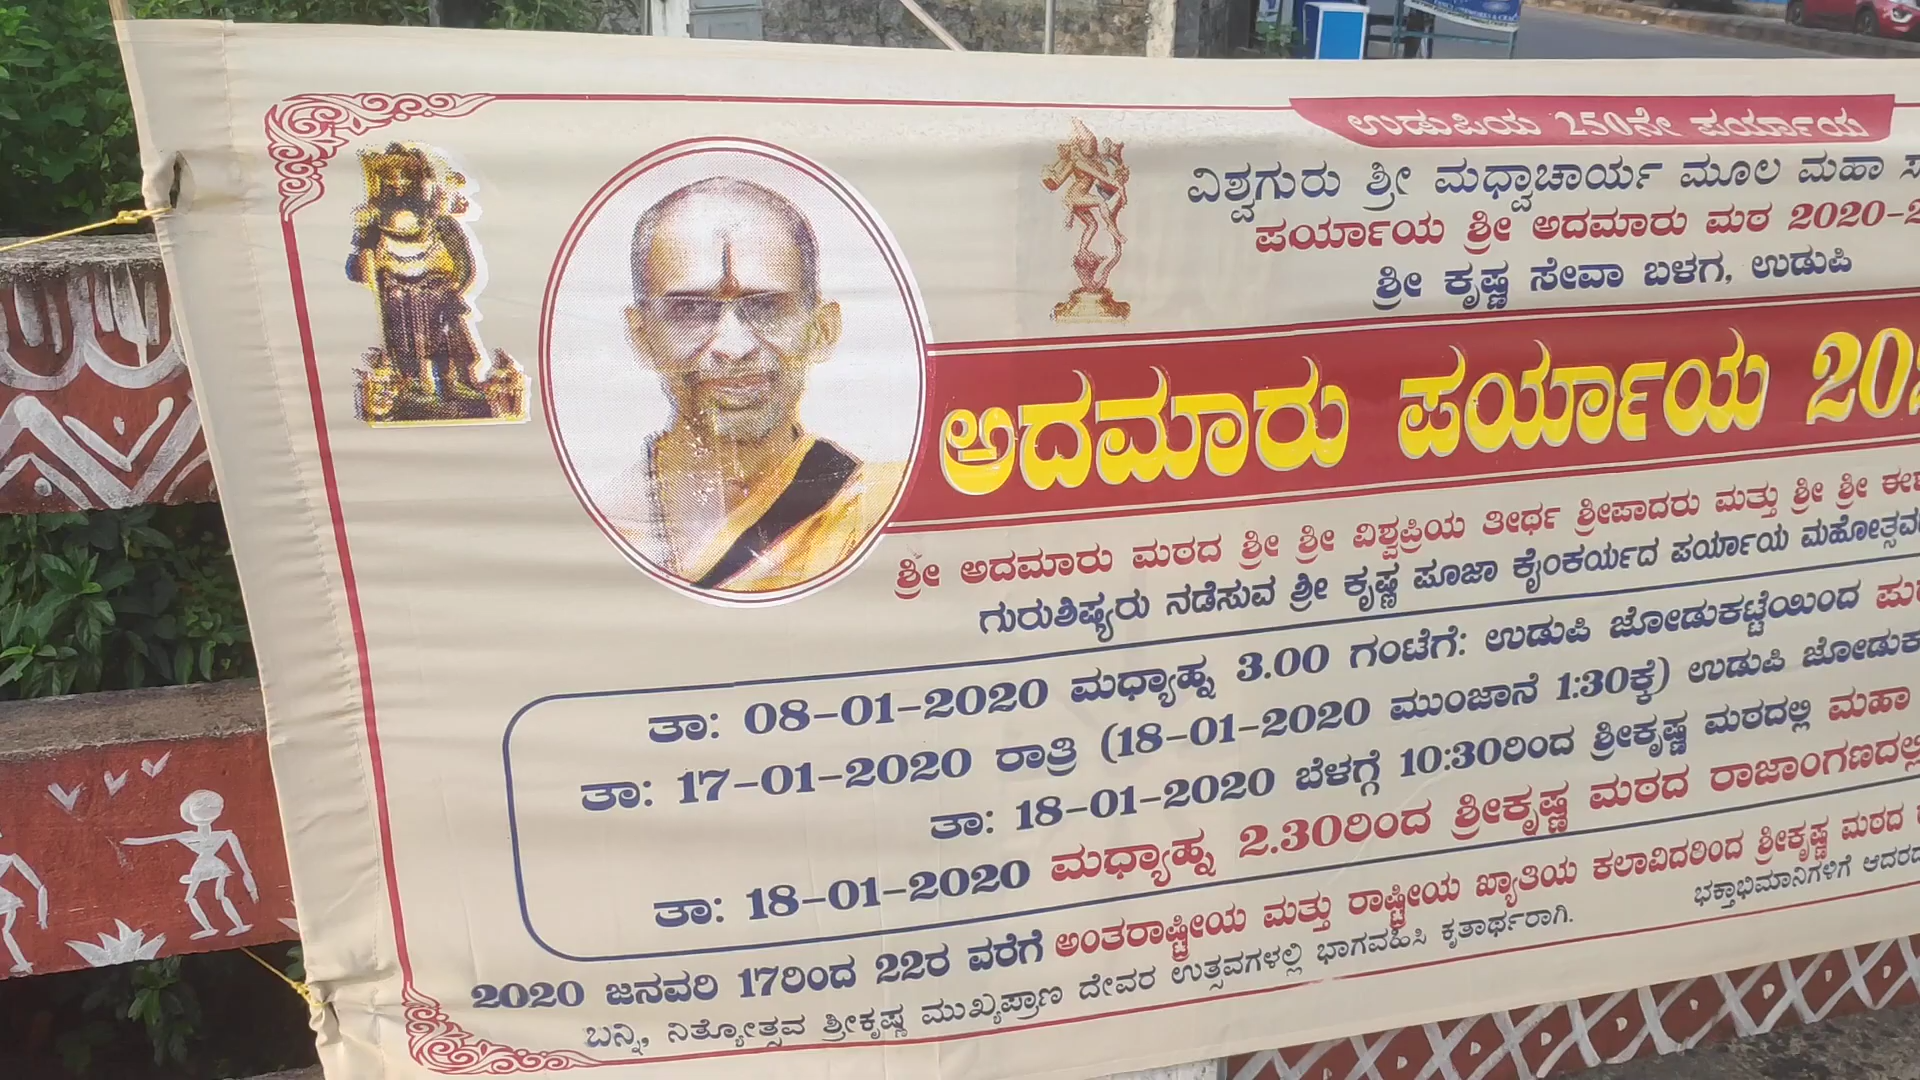 ಉಡುಪಿಯ 250ನೇ ಪರ್ಯಾಯ
ವಿಶ್ವಗುರು ಶ್ರೀ ಮಧ್ವಾಚಾರ್ಯ ಮೂಲ ಮಹಾ
ಪರ್ಯಾಯ ಶ್ರೀ ಅದಮಾರು ಮಠ 2020-2
ಶ್ರೀ ಕೃಷ್ಣ ಸೇವಾ ಬಳಗ, ಉಡುಪಿ
ಅದಮಾರು ಪರ್ಯಾಯ 202
ಶ್ರೀ ಅದಮಾರು ಮಠದ ಶ್ರೀ ಶ್ರೀ ವಿಶ್ವಪ್ರಿಯ ತೀರ್ಥ ಶ್ರೀಪಾದರು ಮತ್ತು ಶ್ರೀ ಶ್ರೀ
ಗುರುಶಿಷ್ಯರು ನಡೆಸುವ ಶ್ರೀ ಕೃಷ್ಣ ಪೂಜಾ ಕೈಂಕರ್ಯದ ಪರ್ಯಾಯ ಮಹೋತ್ಸವ
ತಾ: 08-01-2020 ಮಧ್ಯಾಹ್ನ 3.00 ಗಂಟೆಗೆ: ಉಡುಪಿ ಜೋಡುಕಟ್ಟೆಯಿಂದ
ತಾ: 17-01-2020 ರಾತ್ರಿ (18-01-2020 ಮುಂಜಾನೆ 1:30ಕ್ಕೆ) ಉಡುಪಿ ಜೋಡುಕ
ತಾ: 18-01-2020 ಬೆಳಗ್ಗೆ 10:30ರಿಂದ ಶ್ರೀಕೃಷ್ಣ ಮಠದಲ್ಲಿ ಮಹಾ
ತಾ: 18-01-2020 ಮಧ್ಯಾಹ್ನ 2.30ರಿಂದ ಶ್ರೀಕೃಷ್ಣ ಮಠದ ರಾಜಾಂಗಣದಲ್ಲಿ
2020 ಜನವರಿ 17ರಿಂದ 22ರ ವರೆಗೆ ಅಂತರಾಷ್ಟ್ರೀಯ ಮತ್ತು ರಾಷ್ಟ್ರೀಯ ಖ್ಯಾತಿಯ ಕಲಾವಿದರಿಂದ ಶ್ರೀಕೃಷ್ಣ ಮಠದ
ಬನ್ನಿ, ನಿತ್ಯೋತ್ಸವ ಶ್ರೀಕೃಷ್ಣ ಮುಖ್ಯಪ್ರಾಣ ದೇವರ ಉತ್ಸವಗಳಲ್ಲಿ ಭಾಗವಹಿಸಿ ಕೃತಾರ್ಥರಾಗಿ. ಭಕ್ತಾಭಿಮಾನಿಗಳಿಗೆ ಆದರದ